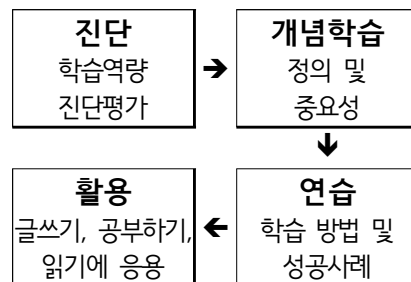 진단
학습역량
진단평가
개념학습
정의 및
중요성
연습
학습 방법 및
성공사례
활용
글쓰기, 공부하기,
읽기에 응용